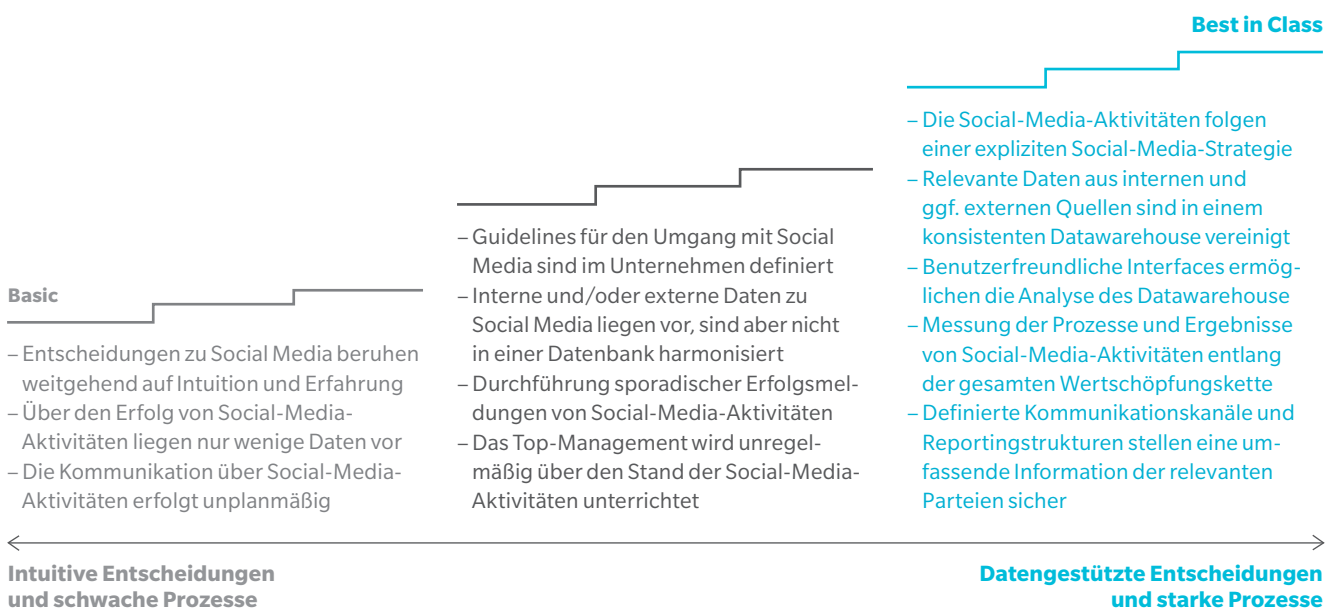 Best in Class
– Die Social-Media-Aktivitäten folgen
einer expliziten Social-Media-Strategie
– Relevante Daten aus internen und
ggf. externen Quellen sind in einem
konsistenten Datawarehouse vereinigt
– Benutzerfreundliche Interfaces ermög-
lichen die Analyse des Datawarehouse
– Messung der Prozesse und Ergebnisse
von Social-Media-Aktivitäten entlang
der gesamten Wertschöpfungskette
– Definierte Kommunikationskanäle und
Reportingstrukturen stellen eine um-
fassende Information der relevanten
Parteien sicher
– Guidelines für den Umgang mit Social
Media sind im Unternehmen definiert
– Interne und/oder externe Daten zu
Social Media liegen vor, sind aber nicht
in einer Datenbank harmonisiert
– Durchführung sporadischer Erfolgsmel-
dungen von Social-Media-Aktivitäten
– Das Top-Management wird unregel-
mäßig über den Stand der Social-Media-
Aktivitäten unterrichtet
Basic
– Entscheidungen zu Social Media beruhen
weitgehend auf Intuition und Erfahrung
– Über den Erfolg von Social-Media-
Aktivitäten liegen nur wenige Daten vor
– Die Kommunikation über Social-Media-
Aktivitäten erfolgt unplanmäßig
Intuitive Entscheidungen
und schwache Prozesse
Datengestützte Entscheidungen
und starke Prozesse